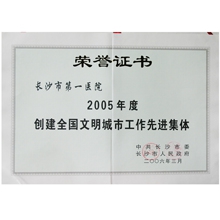 荣誉证书
长沙市第一医院
2005年度
创建全国文明城市工作先进集体
中共长沙市委
长沙市人民政府
二〇〇六年三月